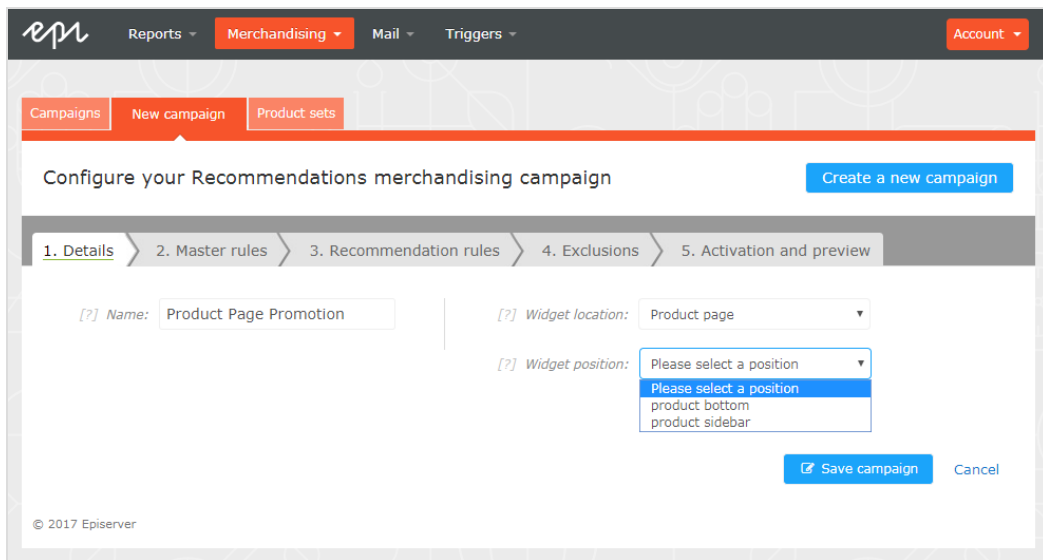 epi Reports Merchandising Mail Triggers Account
Campaigns New campaign Product sets
Configure your Recommendations merchandising campaign Create a new campaign
1. Details 2. Master rules 3. Recommendation rules 4. Exclusions 5. Activation and preview
[?] Name: Product Page Promotion [?] Widget location: Product page
[?] Widget position: Please select a position
Please select a position
product bottom
product sidebar
Save campaign Cancel
© 2017 Episerver